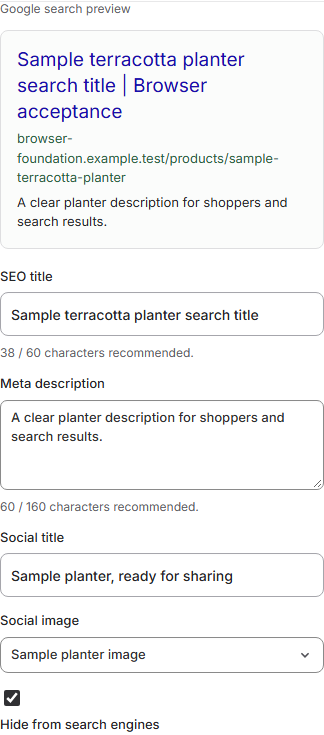 Google search preview
Sample terracotta planter
search title | Browser
acceptance
browser-
foundation.example.test/products/sample-
terracotta-planter
A clear planter description for shoppers and
search results.
SEO title
Sample terracotta planter search title
38 / 60 characters recommended.
Meta description
A clear planter description for shoppers and
search results.
60 / 160 characters recommended.
Social title
Sample planter, ready for sharing
Social image
Sample planter image
Hide from search engines